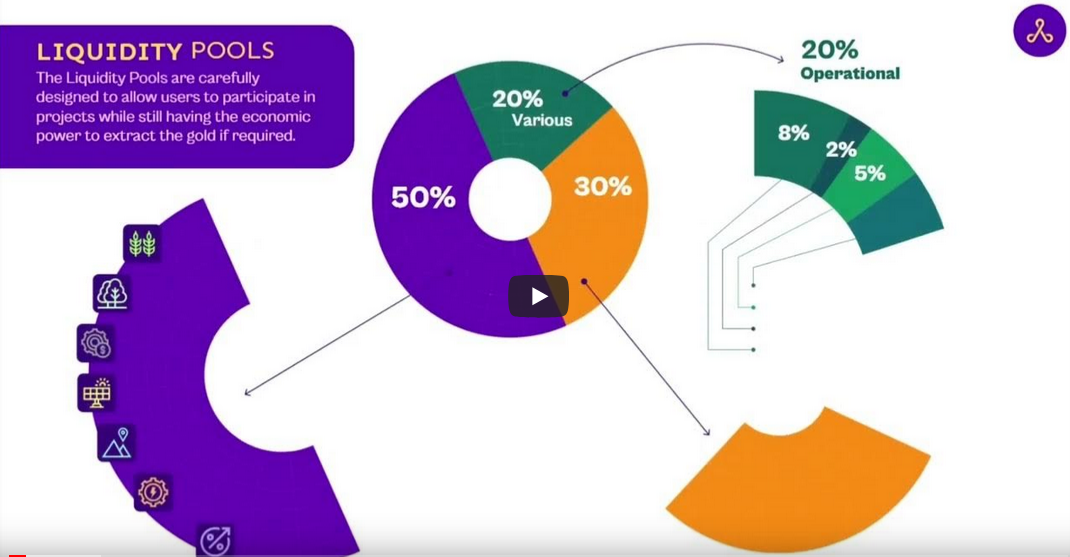 LIQUIDITY POOLS
The Liquidity Pools are carefully
designed to allow users to participate in
projects while still having the economic
power to extract the gold if required.
20%
Various
50%
30%
20%
Operational
8%
2%
5%